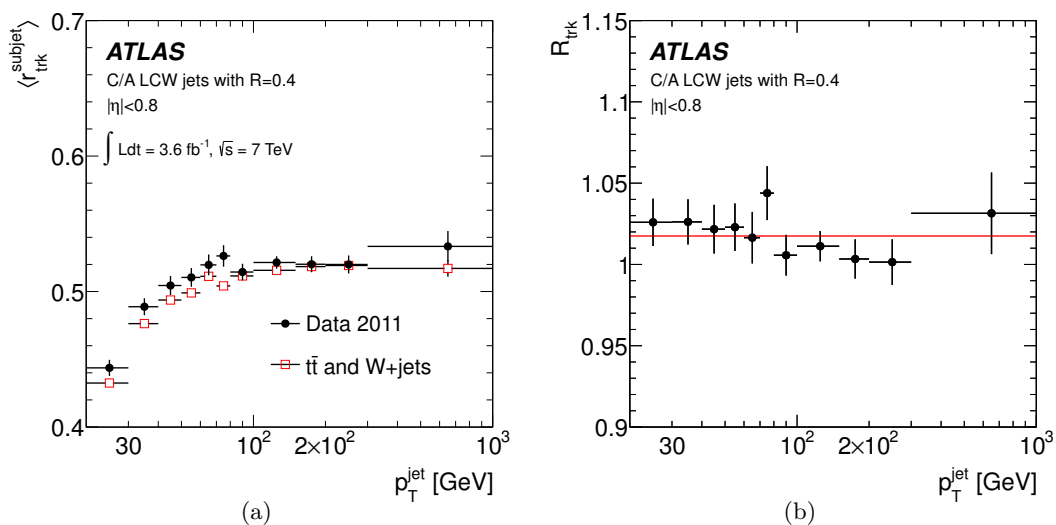 ⟨r_trk^subjet⟩
0.7
0.6
0.5
0.4
ATLAS
C/A LCW jets with R=0.4
|η|<0.8
∫ Ldt = 3.6 fb⁻¹, √s = 7 TeV
Data 2011
tt̄ and W+jets
30
10²
2×10²
10³
p_T^jet [GeV]
(a)
R_trk
1.15
1.1
1.05
1
0.95
0.9
ATLAS
C/A LCW jets with R=0.4
|η|<0.8
30
10²
2×10²
10³
p_T^jet [GeV]
(b)